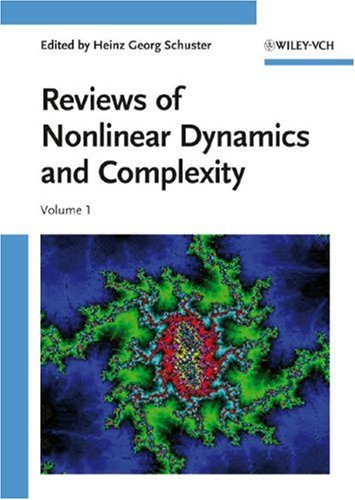 Edited by Heinz Georg Schuster
WILEY-VCH
Reviews of
Nonlinear Dynamics
and Complexity
Volume 1